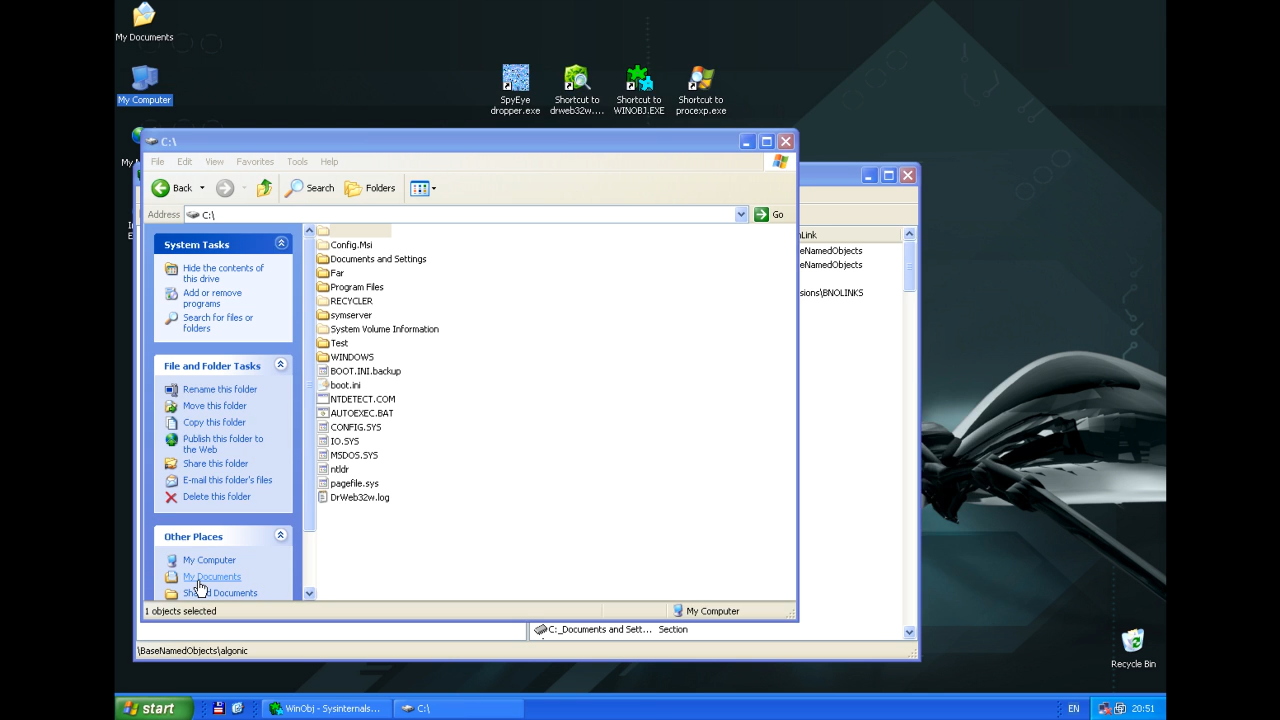 My Documents
My Computer
SpyEye
dropper.exe
Shortcut to
drweb32w....
Shortcut to
WINOBJ.EXE
Shortcut to
procexp.exe
C:\
File Edit View Favorites Tools Help
Back Search Folders
Address C:\ Go
System Tasks
Hide the contents of
this drive
Add or remove
programs
Search for files or
folders
File and Folder Tasks
Rename this folder
Move this folder
Copy this folder
Publish this folder to
the Web
Share this folder
E-mail this folder's files
Delete this folder
Other Places
My Computer
My Documents
Shared Documents
Config.Msi
Documents and Settings
Far
Program Files
RECYCLER
symserver
System Volume Information
Test
WINDOWS
BOOT.INI.backup
boot.ini
NTDETECT.COM
AUTOEXEC.BAT
CONFIG.SYS
IO.SYS
MSDOS.SYS
ntldr
pagefile.sys
DrWeb32w.log
1 objects selected
My Computer
Link
eNamedObjects
eNamedObjects
sions\BNOLINKS
C:_Documents and Sett... Section
\BaseNamedObjects\algonic
Recycle Bin
start
WinObj - Sysinternals...
C:\
EN
20:51